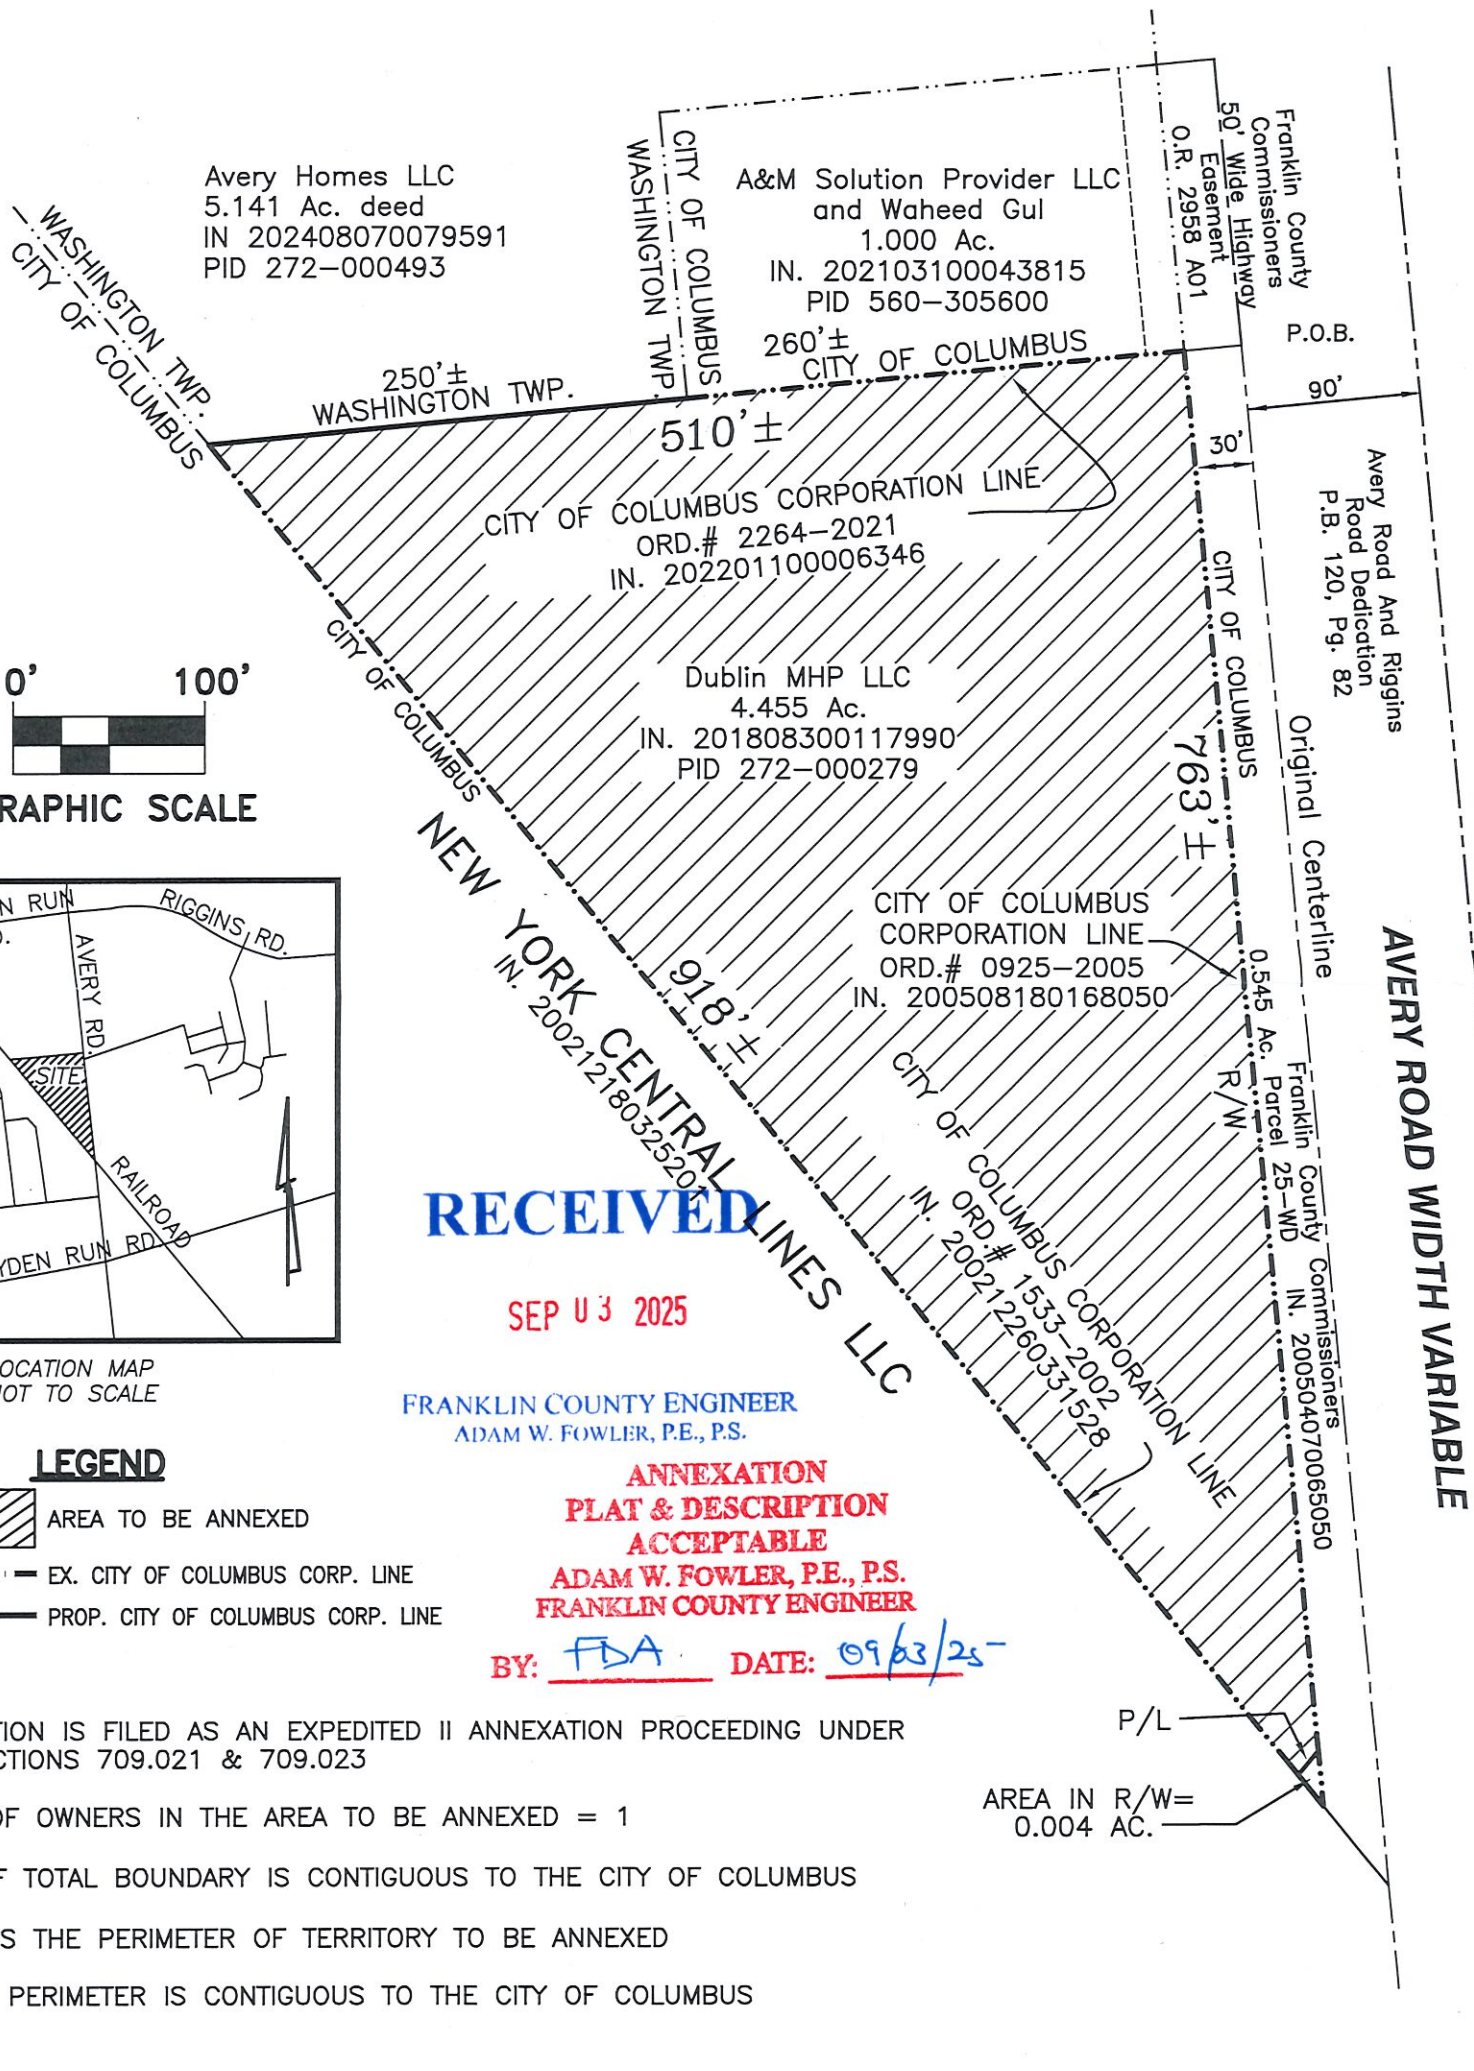 Avery Homes LLC
5.141 Ac. deed
IN 202408070079591
PID 272-000493
WASHINGTON TWP.
CITY OF COLUMBUS
CITY OF COLUMBUS
WASHINGTON TWP.
A&M Solution Provider LLC
and Waheed Gul
1.000 Ac.
IN. 202103100043815
PID 560-305600
Franklin County
Commissioners
50' Wide Highway
Easement
O.R. 2958 A01
P.O.B.
260'±
CITY OF COLUMBUS
250'±
WASHINGTON TWP.
510'±
90'
30'
CITY OF COLUMBUS CORPORATION LINE
ORD.# 2264-2021
IN. 202201100006346
Avery Road And Riggins
Road Dedication
P.B. 120, Pg. 82
CITY OF COLUMBUS
CITY OF COLUMBUS
Dublin MHP LLC
4.455 Ac.
IN. 201808300117990
PID 272-000279
763'±
Original Centerline
0' 100'
RAPHIC SCALE
NEW YORK CENTRAL LINES LLC
IN. 200212180325201
918'±
CITY OF COLUMBUS
CORPORATION LINE
ORD.# 0925-2005
IN. 200508180168050
AVERY ROAD WIDTH VARIABLE
0.545 Ac.
R/W
Franklin County Commissioners
Parcel 25-WD IN. 200504070065050
CITY OF COLUMBUS CORPORATION LINE
ORD.# 1533-2002
IN. 200212260331528
N RUN
D.
RIGGINS RD.
AVERY RD.
SITE
RAILROAD
YDEN RUN RD.
OCATION MAP
NOT TO SCALE
RECEIVED
SEP 03 2025
FRANKLIN COUNTY ENGINEER
ADAM W. FOWLER, P.E., P.S.
LEGEND
AREA TO BE ANNEXED
EX. CITY OF COLUMBUS CORP. LINE
PROP. CITY OF COLUMBUS CORP. LINE
ANNEXATION
PLAT & DESCRIPTION
ACCEPTABLE
ADAM W. FOWLER, P.E., P.S.
FRANKLIN COUNTY ENGINEER
BY: FDA DATE: 09/03/25
P/L
AREA IN R/W=
0.004 AC.
TION IS FILED AS AN EXPEDITED II ANNEXATION PROCEEDING UNDER
CTIONS 709.021 & 709.023
OF OWNERS IN THE AREA TO BE ANNEXED = 1
F TOTAL BOUNDARY IS CONTIGUOUS TO THE CITY OF COLUMBUS
S THE PERIMETER OF TERRITORY TO BE ANNEXED
PERIMETER IS CONTIGUOUS TO THE CITY OF COLUMBUS